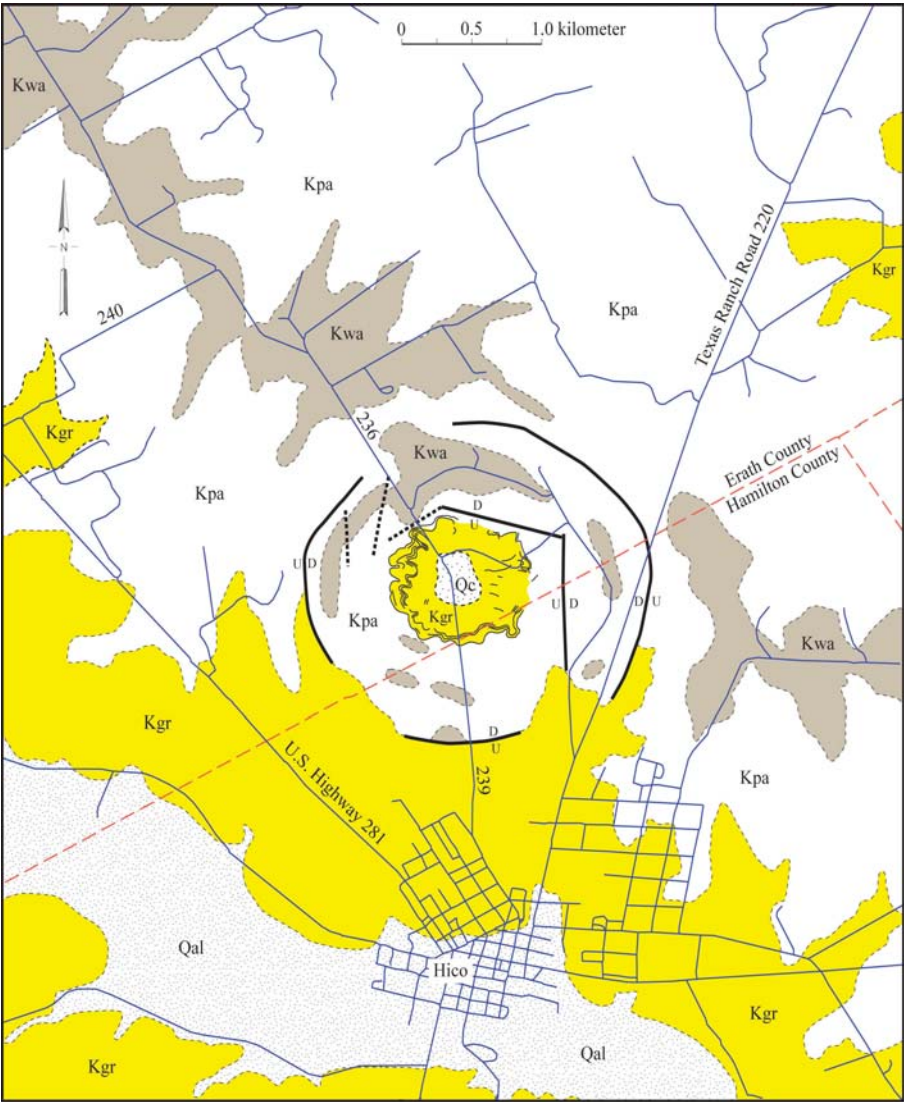 0 0.5 1.0 kilometer
Kwa
Kpa
N
Texas Ranch Road 220
Kgr
240
Kpa
Kwa
Kgr
236
Kwa
Erath County
Hamilton County
Kpa
D
U
U D
Qc
U D
D U
Kpa
Kgr
Kwa
Kgr
D
U
U.S. Highway 281
239
Kpa
Qal
Hico
Kgr
Qal
Kgr